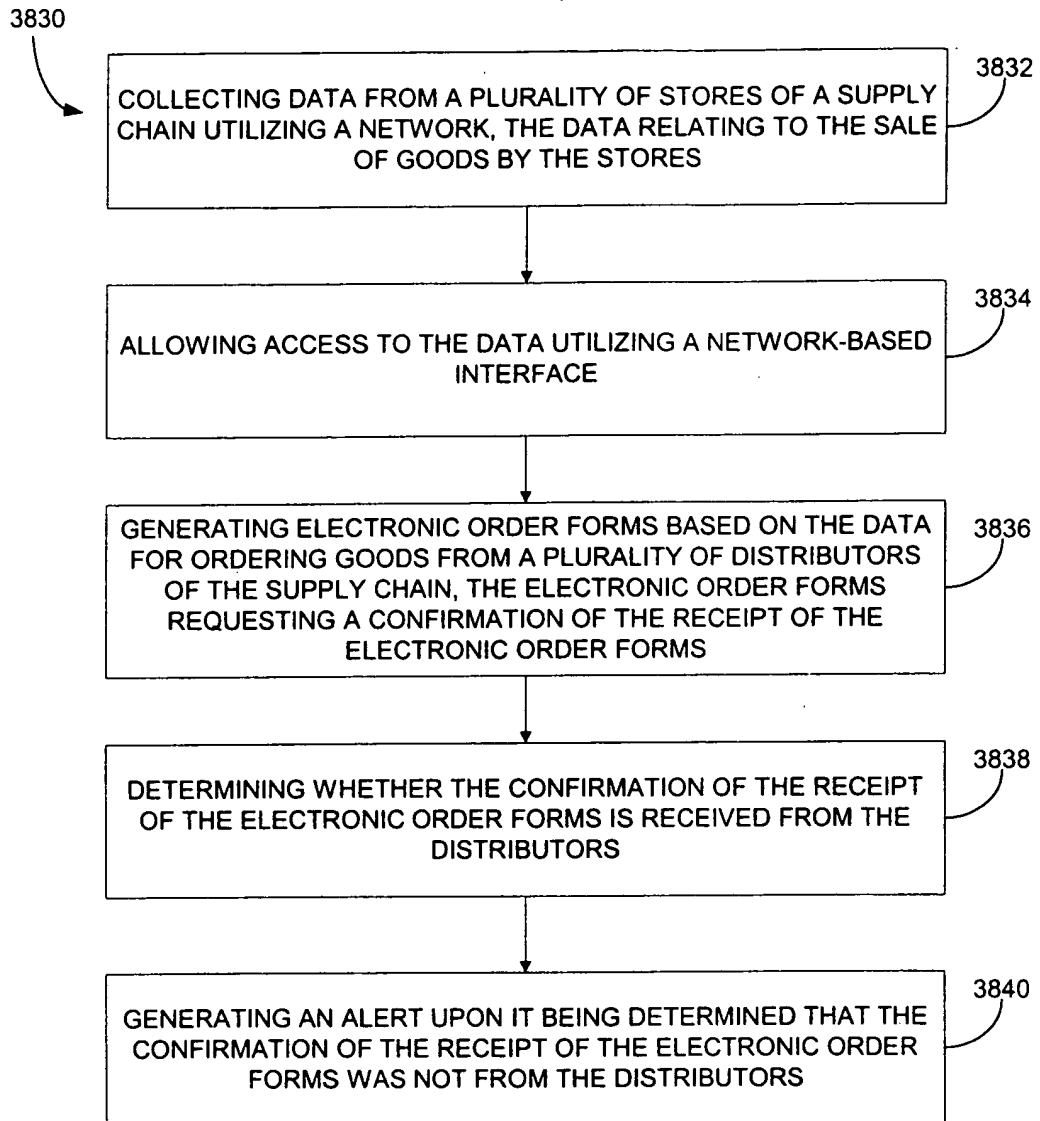 3830
3832
COLLECTING DATA FROM A PLURALITY OF STORES OF A SUPPLY
CHAIN UTILIZING A NETWORK, THE DATA RELATING TO THE SALE
OF GOODS BY THE STORES
3834
ALLOWING ACCESS TO THE DATA UTILIZING A NETWORK-BASED
INTERFACE
3836
GENERATING ELECTRONIC ORDER FORMS BASED ON THE DATA
FOR ORDERING GOODS FROM A PLURALITY OF DISTRIBUTORS
OF THE SUPPLY CHAIN, THE ELECTRONIC ORDER FORMS
REQUESTING A CONFIRMATION OF THE RECEIPT OF THE
ELECTRONIC ORDER FORMS
3838
DETERMINING WHETHER THE CONFIRMATION OF THE RECEIPT
OF THE ELECTRONIC ORDER FORMS IS RECEIVED FROM THE
DISTRIBUTORS
3840
GENERATING AN ALERT UPON IT BEING DETERMINED THAT THE
CONFIRMATION OF THE RECEIPT OF THE ELECTRONIC ORDER
FORMS WAS NOT FROM THE DISTRIBUTORS